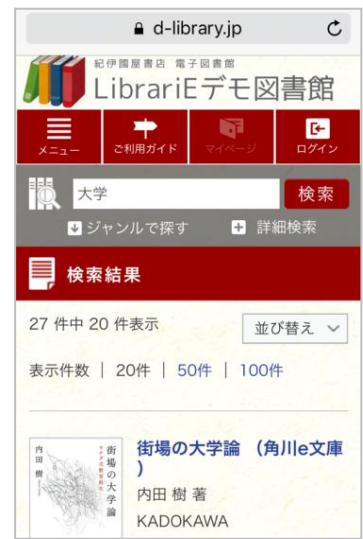 d-library.jp
紀伊國屋書店 電子図書館
LibrariEデモ図書館
メニュー ご利用ガイド マイページ ログイン
大学 検索
ジャンルで探す 詳細検索
検索結果
27 件中 20 件表示 並び替え
表示件数 | 20件 | 50件 | 100件
街場の大学論 （角川e文庫
）
内田 樹 著
KADOKAWA
内田 樹
街場の大学論